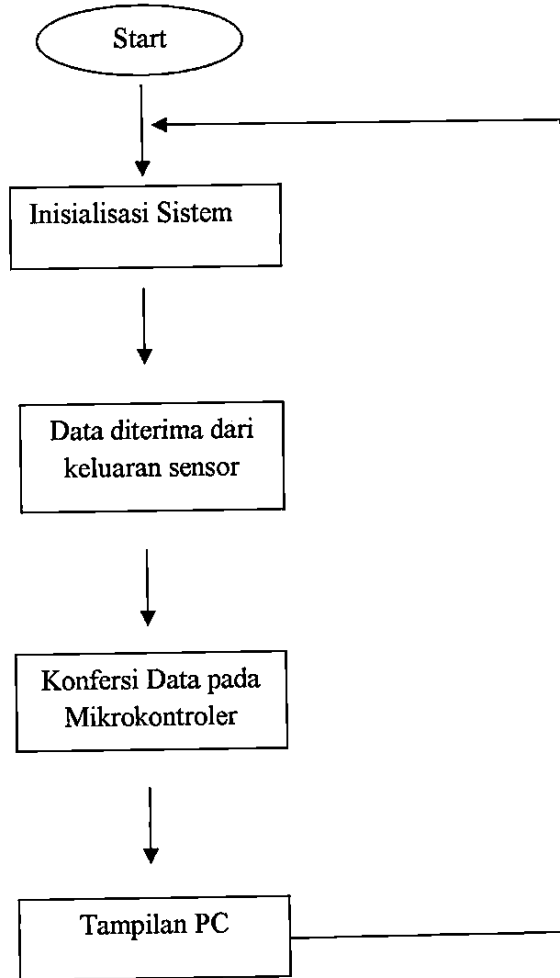 Start
Inisialisasi Sistem
Data diterima dari
keluaran sensor
Konfersi Data pada
Mikrokontroler
Tampilan PC